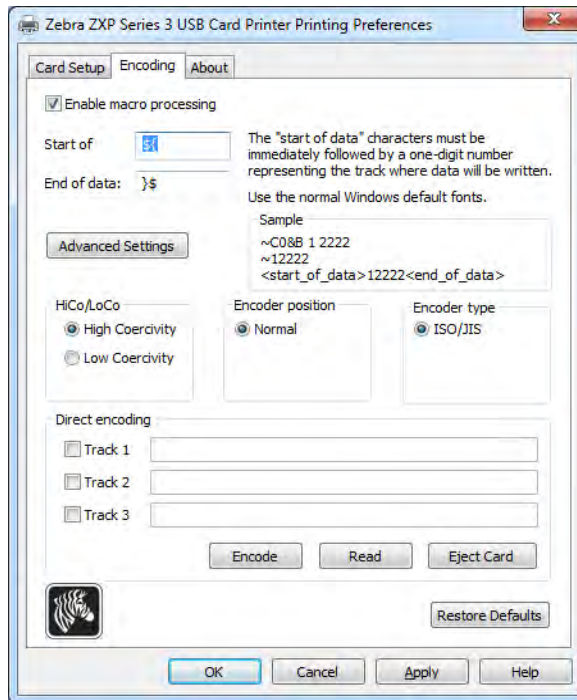 Zebra ZXP Series 3 USB Card Printer Printing Preferences
Card Setup Encoding About
Enable macro processing
Start of ${
The "start of data" characters must be
immediately followed by a one-digit number
representing the track where data will be written.
End of data: }$
Use the normal Windows default fonts.
Sample
~C0&B 1 2222
~12222
<start_of_data>12222<end_of_data>
Advanced Settings
HiCo/LoCo
High Coercivity
Low Coercivity
Encoder position
Normal
Encoder type
ISO/JIS
Direct encoding
Track 1
Track 2
Track 3
Encode Read Eject Card
Restore Defaults
OK Cancel Apply Help